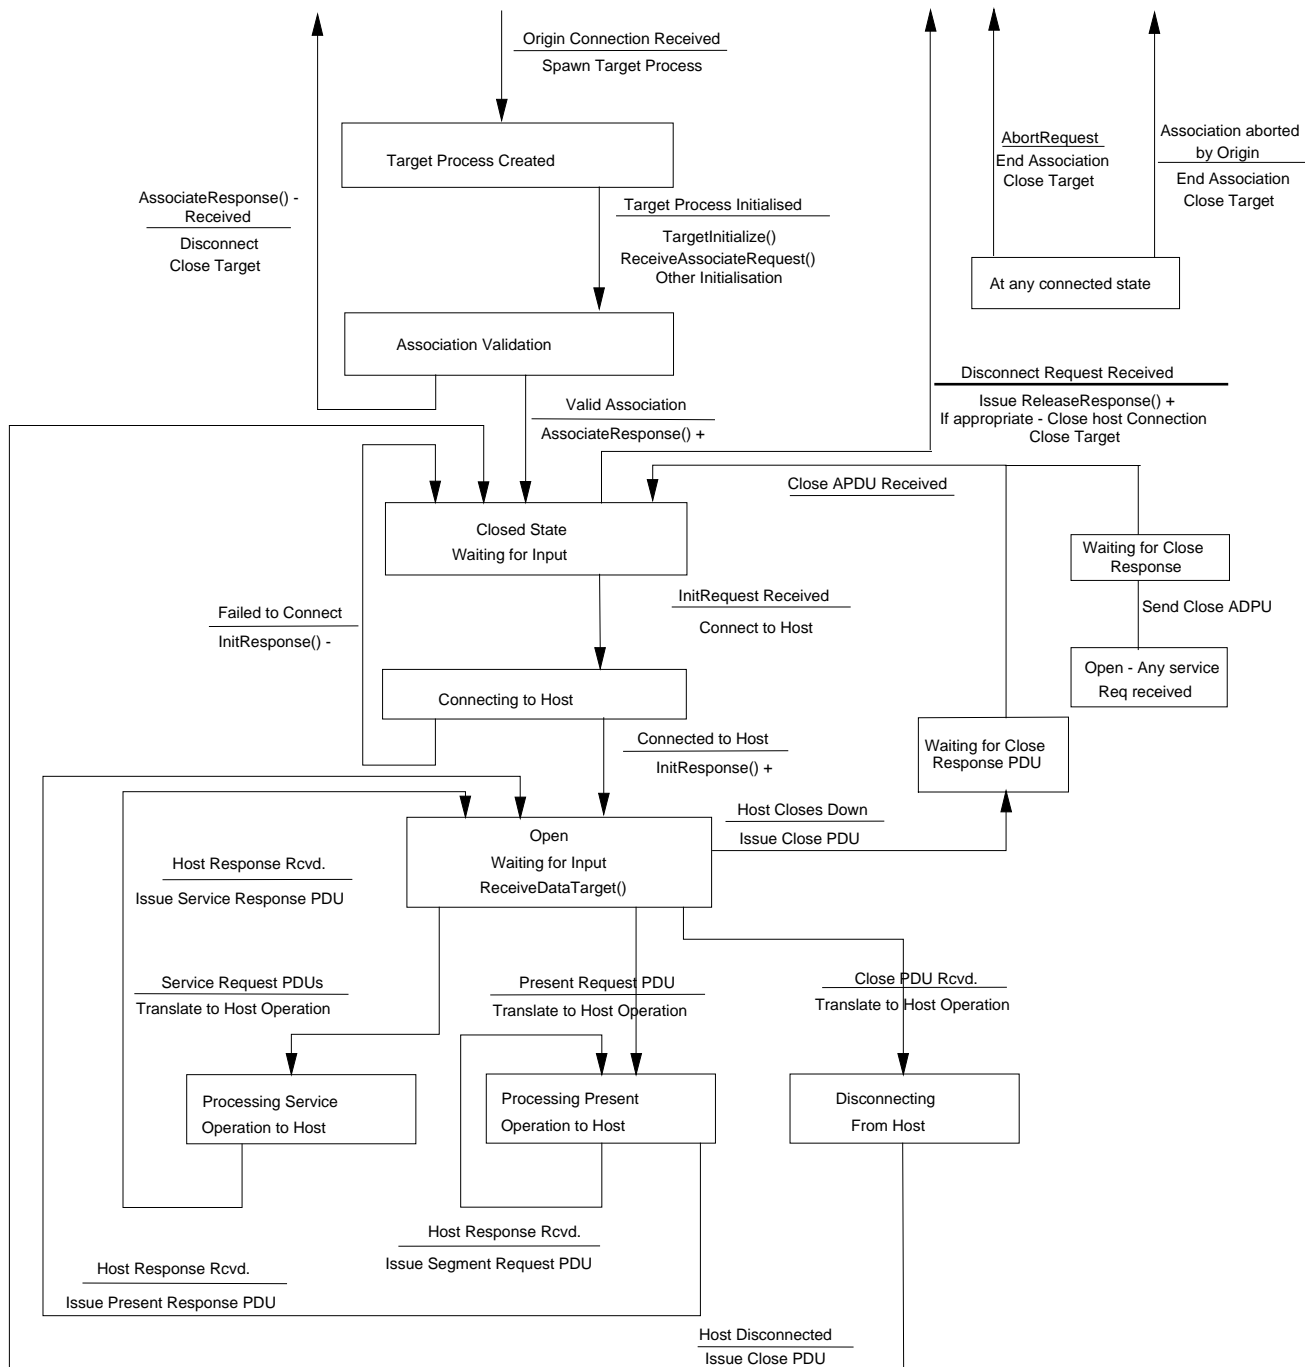 Origin Connection Received
Spawn Target Process
Target Process Created
AbortRequest
End Association
Close Target
Association aborted
by Origin
End Association
Close Target
AssociateResponse() -
Received
Disconnect
Close Target
Target Process Initialised
TargetInitialize()
ReceiveAssociateRequest()
Other Initialisation
At any connected state
Association Validation
Valid Association
AssociateResponse() +
Disconnect Request Received
Issue ReleaseResponse() +
If appropriate - Close host Connection
Close Target
Close APDU Received
Closed State
Waiting for Input
Waiting for Close
Response
Failed to Connect
InitResponse() -
InitRequest Received
Connect to Host
Send Close ADPU
Open - Any service
Req received
Connecting to Host
Connected to Host
InitResponse() +
Waiting for Close
Response PDU
Host Closes Down
Issue Close PDU
Open
Waiting for Input
ReceiveDataTarget()
Host Response Rcvd.
Issue Service Response PDU
Service Request PDUs
Translate to Host Operation
Present Request PDU
Translate to Host Operation
Close PDU Rcvd.
Translate to Host Operation
Processing Service
Operation to Host
Processing Present
Operation to Host
Disconnecting
From Host
Host Response Rcvd.
Issue Segment Request PDU
Host Response Rcvd.
Issue Present Response PDU
Host Disconnected
Issue Close PDU